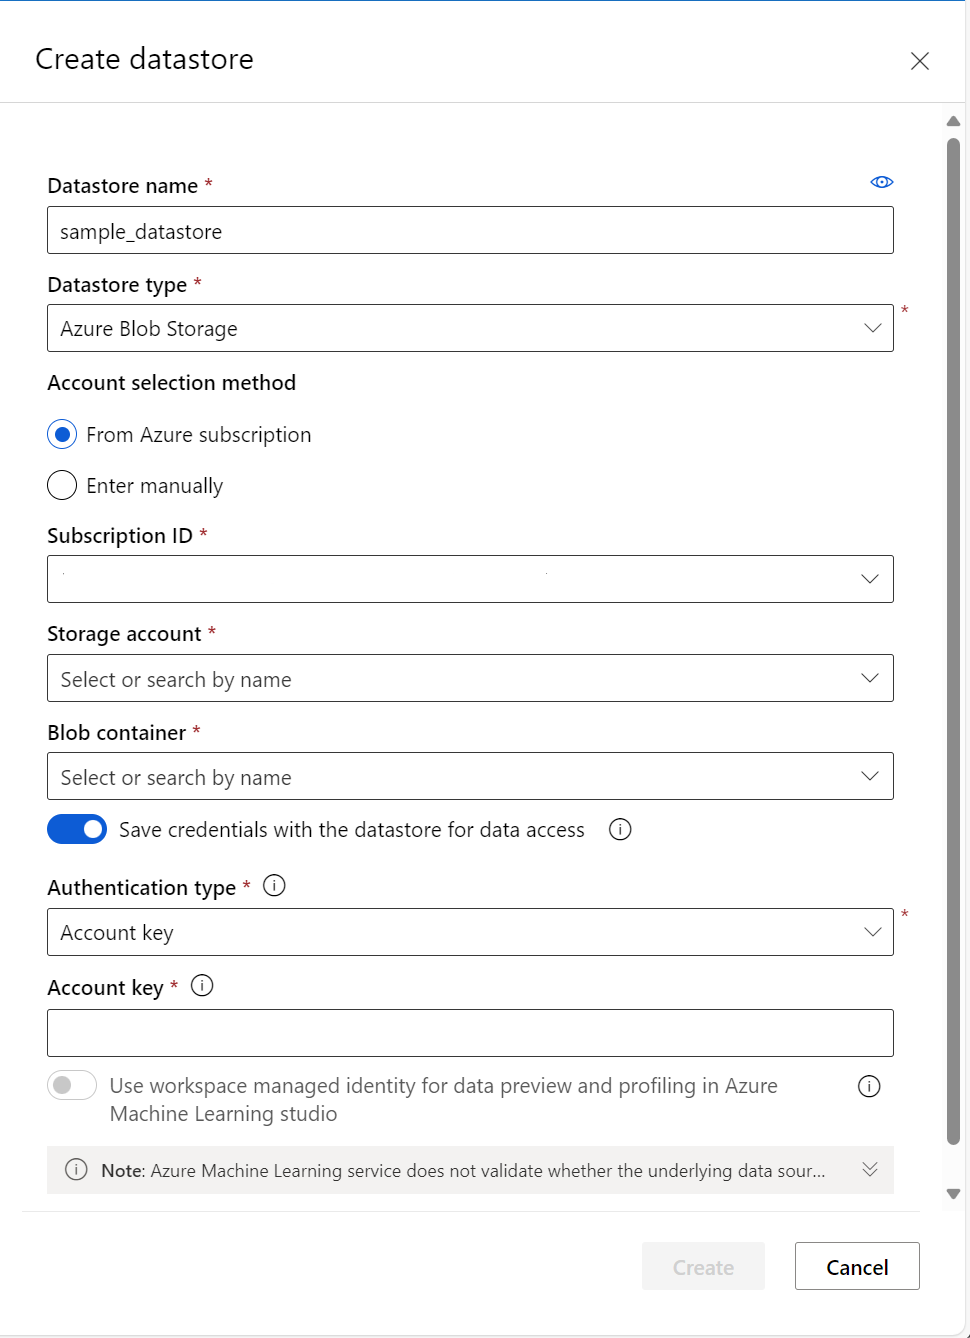 Create datastore
Datastore name *
sample_datastore
Datastore type *
Azure Blob Storage
*
Account selection method
From Azure subscription
Enter manually
Subscription ID *
Storage account *
Select or search by name
Blob container *
Select or search by name
Save credentials with the datastore for data access
Authentication type *
Account key
*
Account key *
Use workspace managed identity for data preview and profiling in Azure
Machine Learning studio
Note: Azure Machine Learning service does not validate whether the underlying data sour...
Create
Cancel